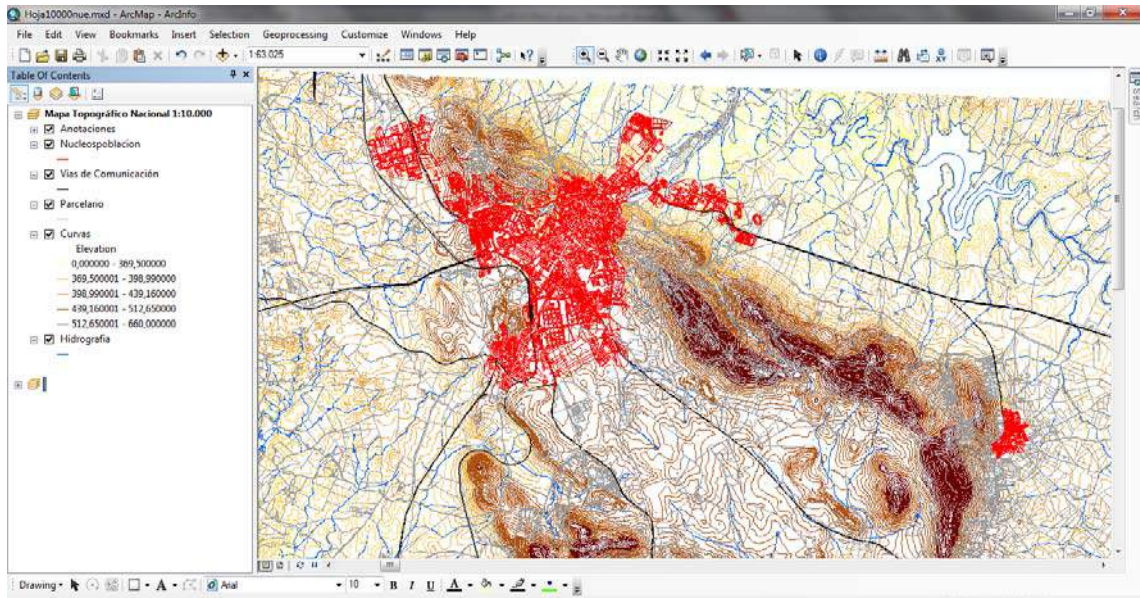 Hoja10000nue.mxd - ArcMap - ArcInfo
File Edit View Bookmarks Insert Selection Geoprocessing Customize Windows Help
1:63.025
Table Of Contents
Search
Mapa Topográfico Nacional 1:10.000
Anotaciones
Nucleospoblacion
Vias de Comunicación
Parcelario
Curvas
Elevation
0,000000 - 369,500000
369,500001 - 398,990000
398,990001 - 439,160000
439,160001 - 512,650000
512,650001 - 660,000000
Hidrografia
Drawing Arial 10 B I U A